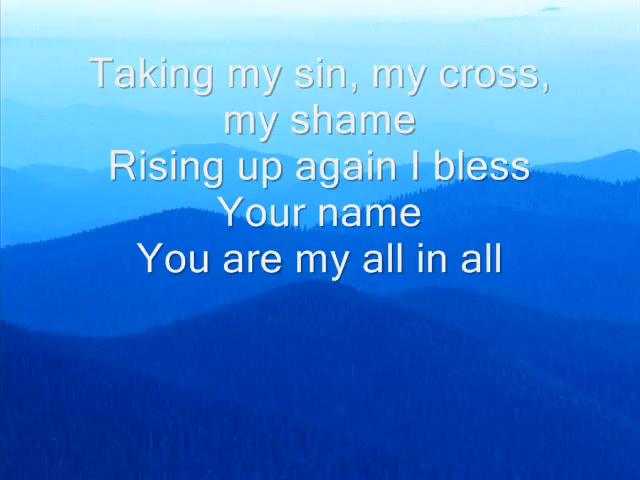 Taking my sin, my cross,
my shame
Rising up again I bless
Your name
You are my all in all